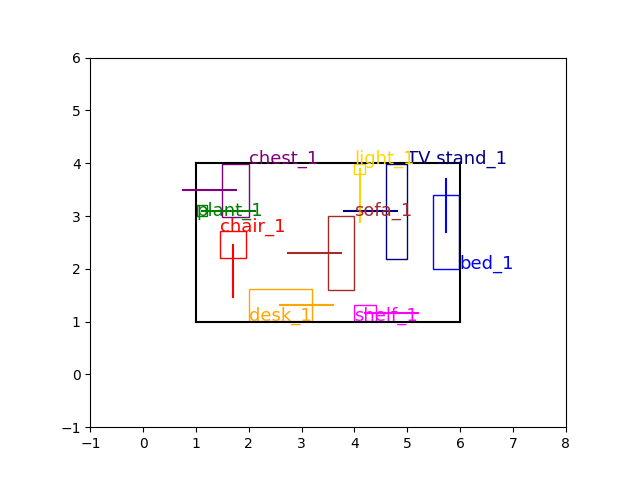 6
5
4
3
2
1
0
−1
chest_1
light_1
TV stand_1
plant_1
sofa_1
chair_1
bed_1
desk_1
shelf_1
−1 0 1 2 3 4 5 6 7 8